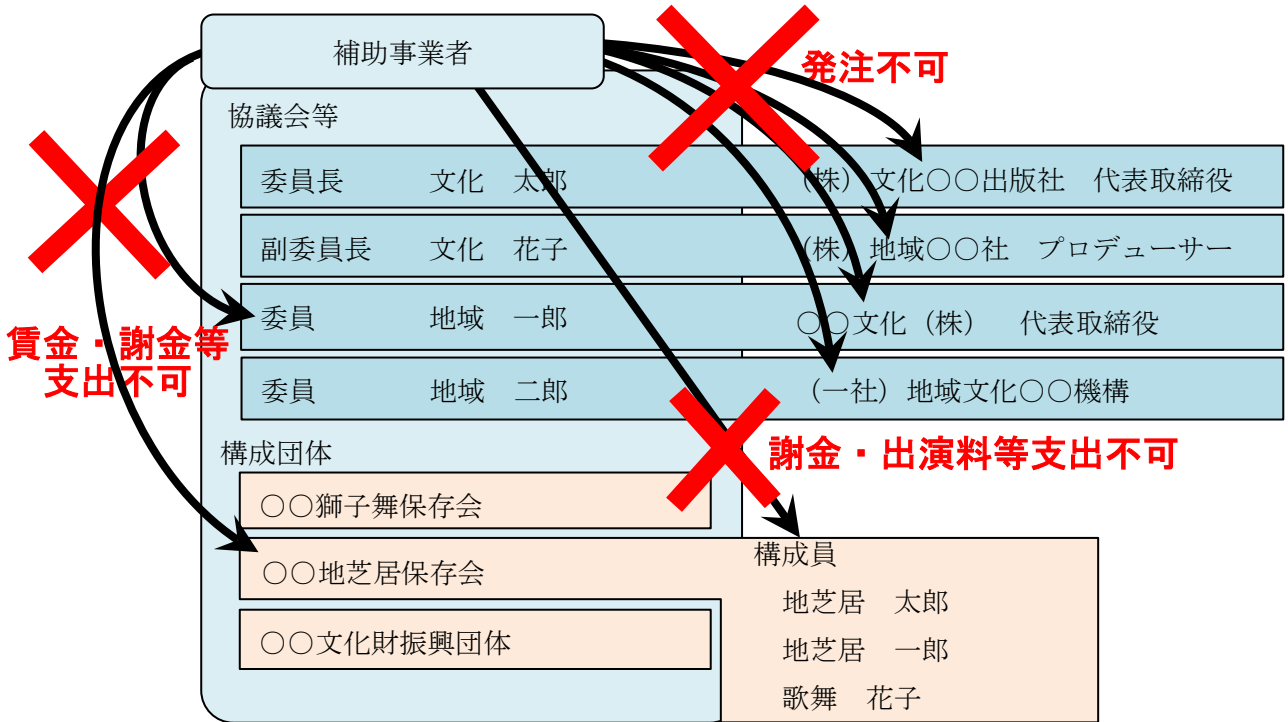 補助事業者
発注不可
協議会等
委員長 文化 太郎 (株)文化○○出版社 代表取締役
副委員長 文化 花子 (株)地域○○社 プロデューサー
委員 地域 一郎 ○○文化(株) 代表取締役
賃金・謝金等
支出不可
委員 地域 二郎 (一社)地域文化○○機構
構成団体
謝金・出演料等支出不可
○○獅子舞保存会
○○地芝居保存会
構成員
地芝居 太郎
○○文化財振興団体
地芝居 一郎
歌舞 花子